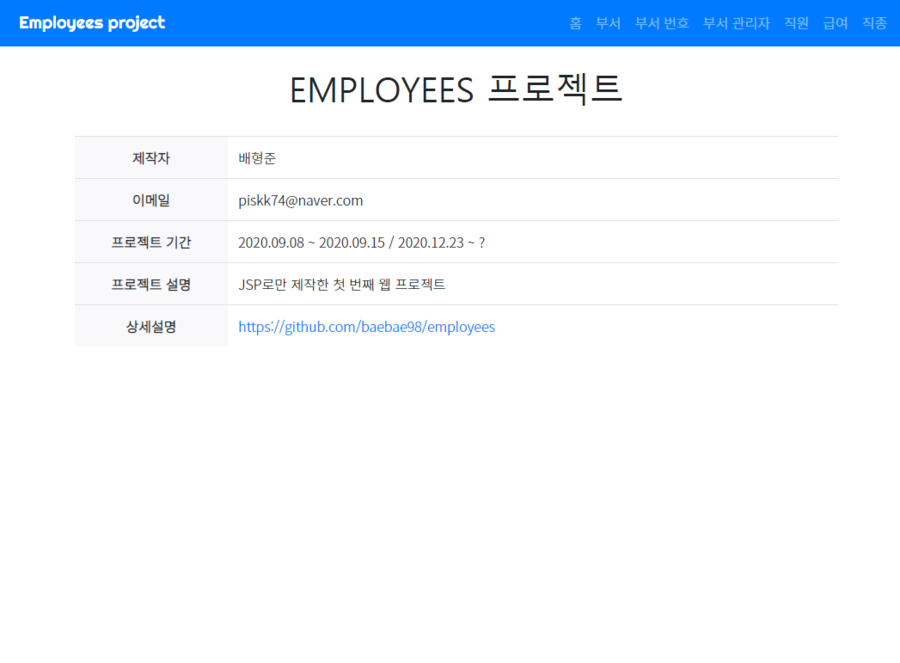 Employees project 홈 부서 부서 번호 부서 관리자 직원 급여 직종
EMPLOYEES 프로젝트
제작자 배형준
이메일 piskk74@naver.com
프로젝트 기간 2020.09.08 ~ 2020.09.15 / 2020.12.23 ~ ?
프로젝트 설명 JSP로만 제작한 첫 번째 웹 프로젝트
상세설명 https://github.com/baebae98/employees